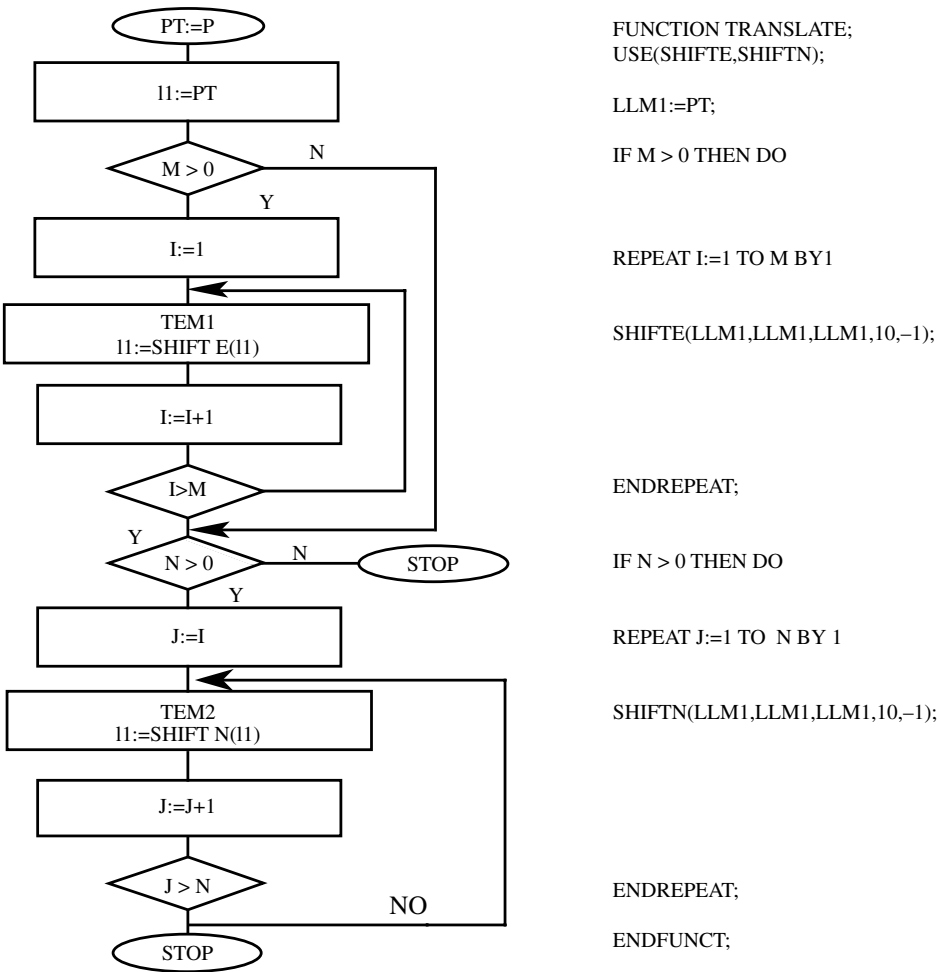 PT:=P
FUNCTION TRANSLATE;
USE(SHIFTE,SHIFTN);
l1:=PT
LLM1:=PT;
M > 0
N
IF M > 0 THEN DO
Y
I:=1
REPEAT I:=1 TO M BY1
TEM1
l1:=SHIFT E(l1)
SHIFTE(LLM1,LLM1,LLM1,10,–1);
I:=I+1
I>M
ENDREPEAT;
Y
N > 0
N
STOP
IF N > 0 THEN DO
Y
J:=I
REPEAT J:=1 TO N BY 1
TEM2
l1:=SHIFT N(l1)
SHIFTN(LLM1,LLM1,LLM1,10,–1);
J:=J+1
J > N
NO
ENDREPEAT;
STOP
ENDFUNCT;